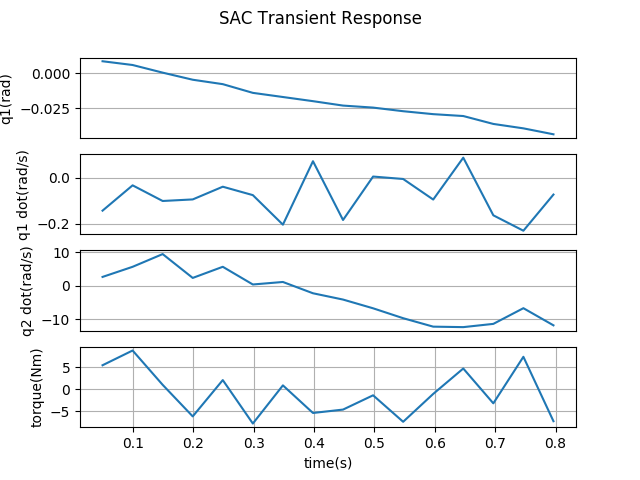 SAC Transient Response
q1(rad)
0.000
−0.025
q1 dot(rad/s)
0.0
−0.2
q2 dot(rad/s)
10
0
−10
torque(Nm)
5
0
−5
0.1 0.2 0.3 0.4 0.5 0.6 0.7 0.8
time(s)